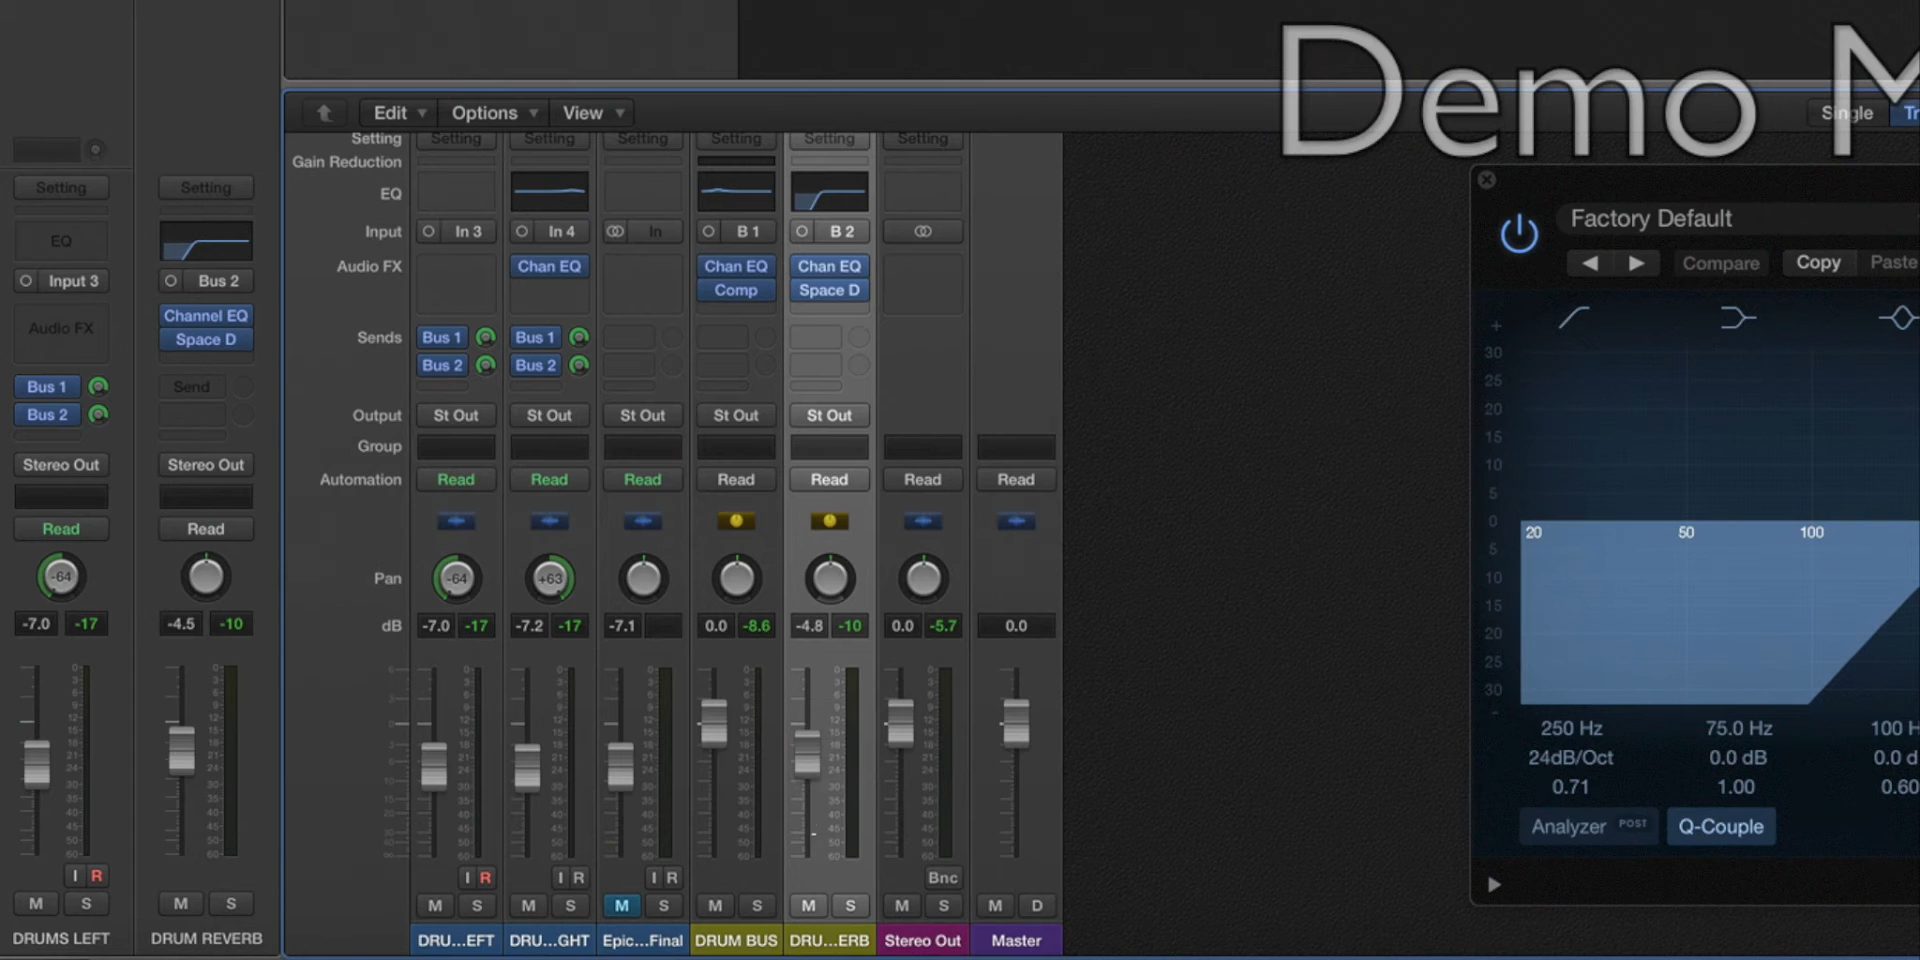 Demo M
Edit Options View Single Tr
Setting Setting Setting Setting Setting Setting Setting
Gain Reduction
Setting Setting EQ
EQ
Input In 3 In 4 In B 1 B 2
Input 3 Bus 2
Audio FX Chan EQ Chan EQ Chan EQ
Comp Space D
Audio FX Channel EQ
Space D
Sends Bus 1 Bus 1
Bus 2 Bus 2
Bus 1 Send
Bus 2
Output St Out St Out St Out St Out St Out
Group
Stereo Out Stereo Out
Automation Read Read Read Read Read Read Read
Read Read
Pan -64 +63
-64
dB -7.0 -17 -7.2 -17 -7.1 0.0 -8.6 -4.8 -10 0.0 -5.7 0.0
-7.0 -17 -4.5 -10
I R I R I R I R Bnc
M S M S M S M S M S M S M S M S M D
DRUMS LEFT DRUM REVERB DRU...EFT DRU...GHT Epic...Final DRUM BUS DRU...ERB Stereo Out Master
Factory Default
Compare Copy Paste
+
30
25
20
15
10
5
0 20 50 100
5
10
15
20
25
30
-
250 Hz 75.0 Hz 100 H
24dB/Oct 0.0 dB 0.0 d
0.71 1.00 0.60
Analyzer POST Q-Couple